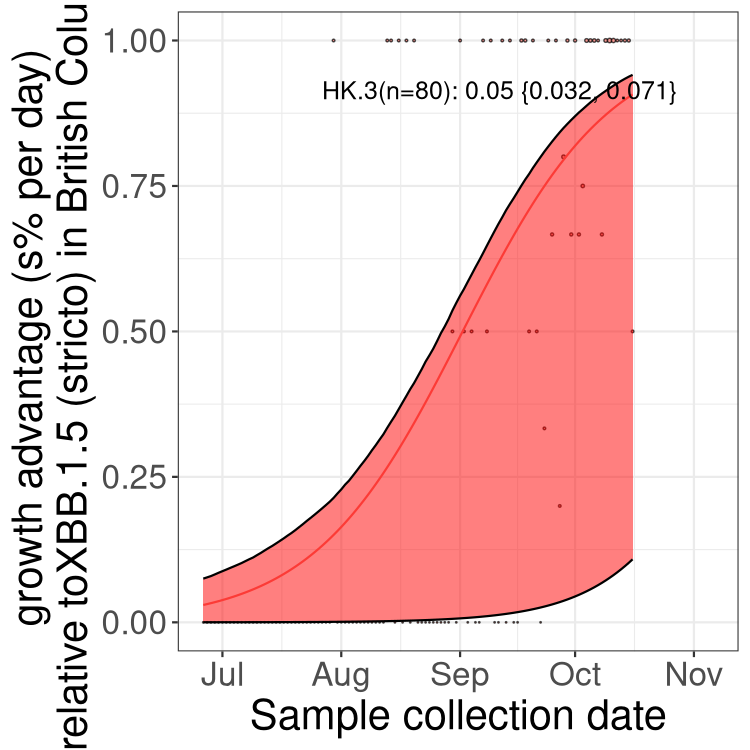 growth advantage (s% per day)
relative toXBB.1.5 (stricto) in British Colu
1.00
0.75
0.50
0.25
0.00
HK.3(n=80): 0.05 {0.032, 0.071}
Jul Aug Sep Oct Nov
Sample collection date